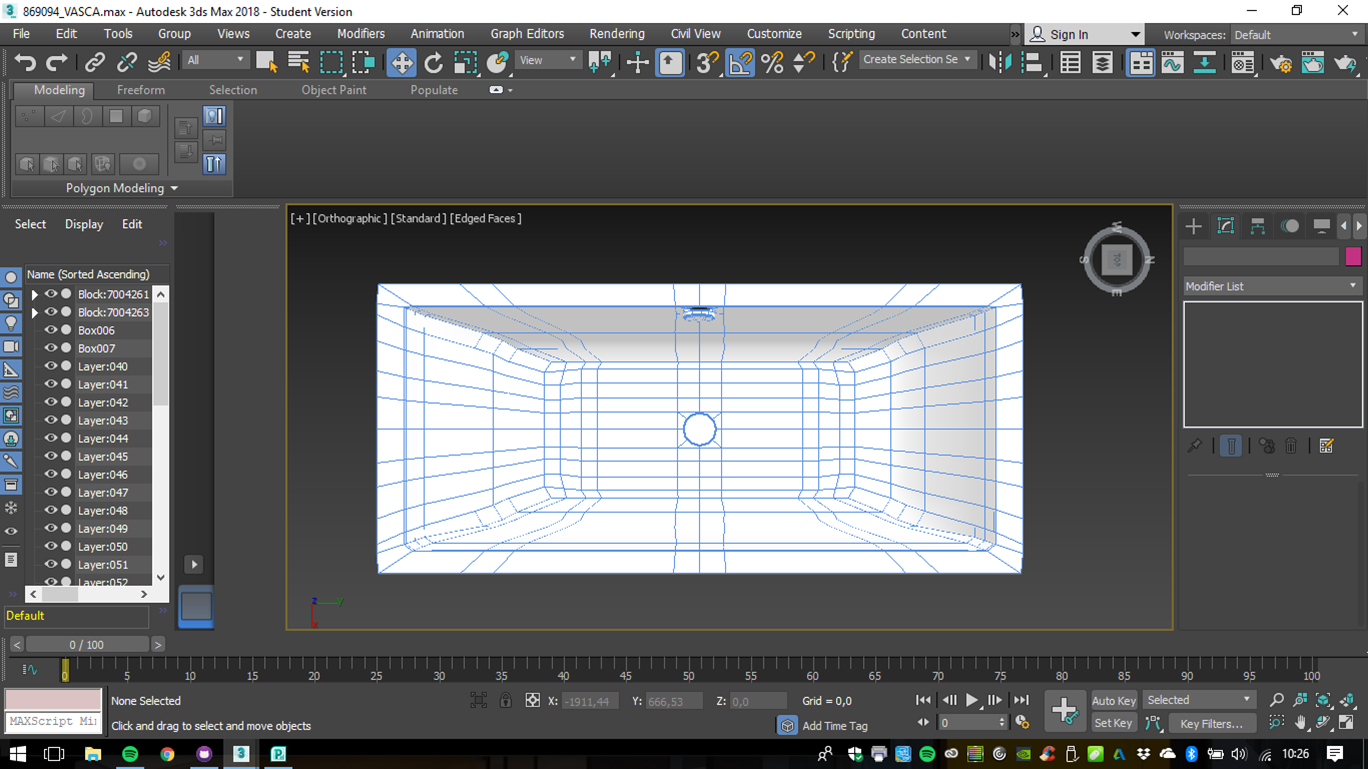 869094_VASCA.max - Autodesk 3ds Max 2018 - Student Version
File Edit Tools Group Views Create Modifiers Animation Graph Editors Rendering Civil View Customize Scripting Content » Sign In Workspaces: Default
All View Create Selection Se
Modeling Freeform Selection Object Paint Populate
Polygon Modeling
Select Display Edit
[+] [Orthographic ] [Standard ] [Edged Faces ]
W
S TOP N
E
Modifier List
Name (Sorted Ascending)
Block:7004261
Block:7004263
Box006
Box007
Layer:040
Layer:041
Layer:042
Layer:043
Layer:044
Layer:045
Layer:046
Layer:047
Layer:048
Layer:049
Layer:050
Layer:051
Layer:052
z y
x
Default
< 0 / 100 >
0 5 10 15 20 25 30 35 40 45 50 55 60 65 70 75 80 85 90 95 100
None Selected X: -1911,44 Y: 666,53 Z: 0,0 Grid = 0,0 Auto Key Selected
MAXScript Mi
Click and drag to select and move objects Add Time Tag 0 Set Key Key Filters...
10:26